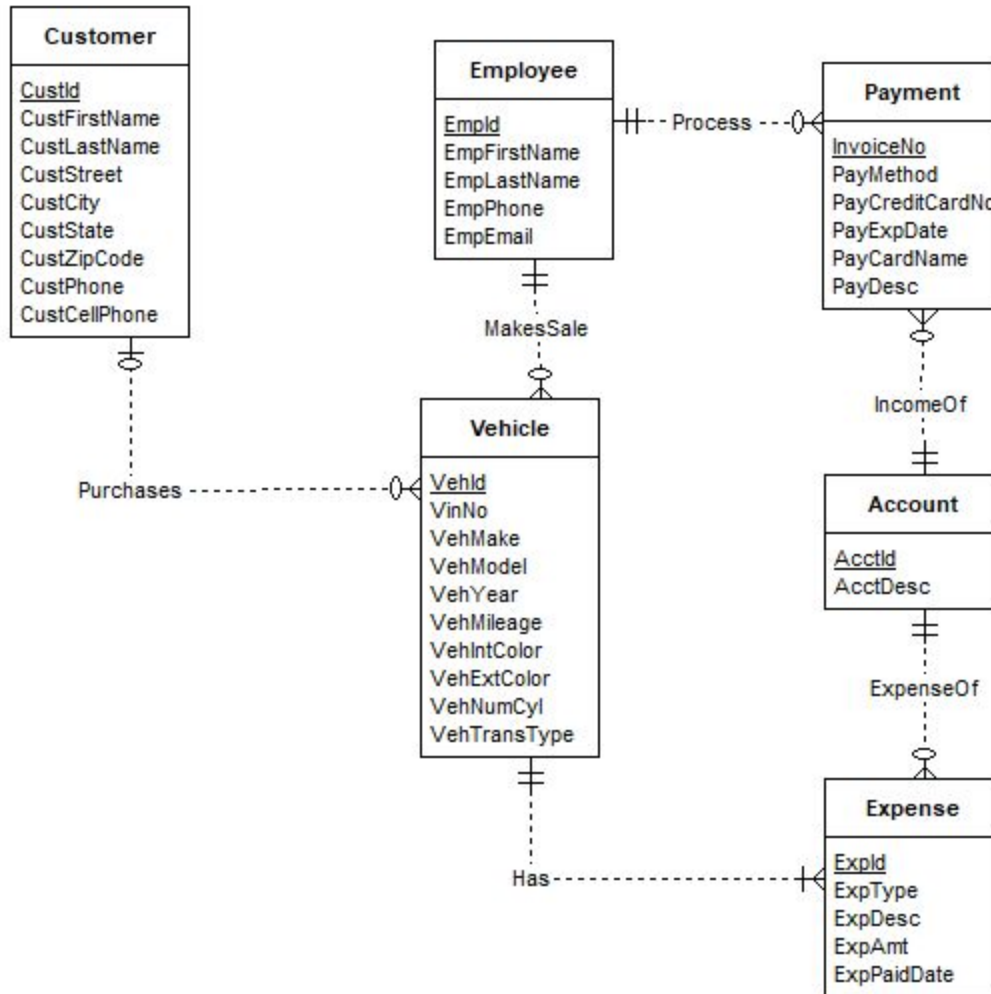 Customer
CustId
CustFirstName
CustLastName
CustStreet
CustCity
CustState
CustZipCode
CustPhone
CustCellPhone
Employee
EmpId
EmpFirstName
EmpLastName
EmpPhone
EmpEmail
Process
Payment
InvoiceNo
PayMethod
PayCreditCardNo
PayExpDate
PayCardName
PayDesc
MakesSale
IncomeOf
Purchases
Vehicle
VehId
VinNo
VehMake
VehModel
VehYear
VehMileage
VehIntColor
VehExtColor
VehNumCyl
VehTransType
Account
AcctId
AcctDesc
ExpenseOf
Has
Expense
ExpId
ExpType
ExpDesc
ExpAmt
ExpPaidDate